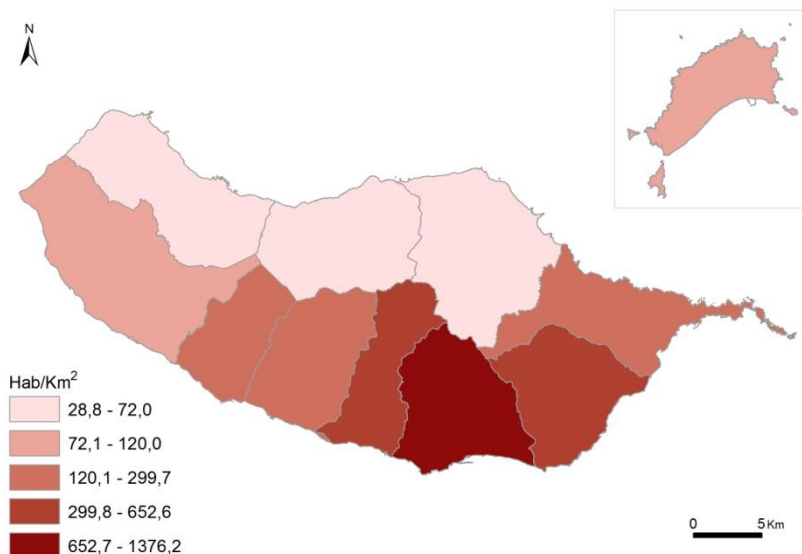 N
Hab/Km²
28,8 - 72,0
72,1 - 120,0
120,1 - 299,7
299,8 - 652,6
652,7 - 1376,2
0 5 Km